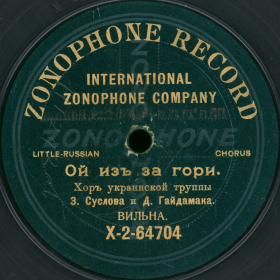 ZONOPHONE RECORD
INTERNATIONAL
ZONOPHONE COMPANY
ZONOPHONE
LITTLE-RUSSIAN CHORUS
Ой изъ за гори.
Хоръ украинской труппы
З. Суслова и Д. Гайдамака.
ВИЛЬНА.
X-2-64704